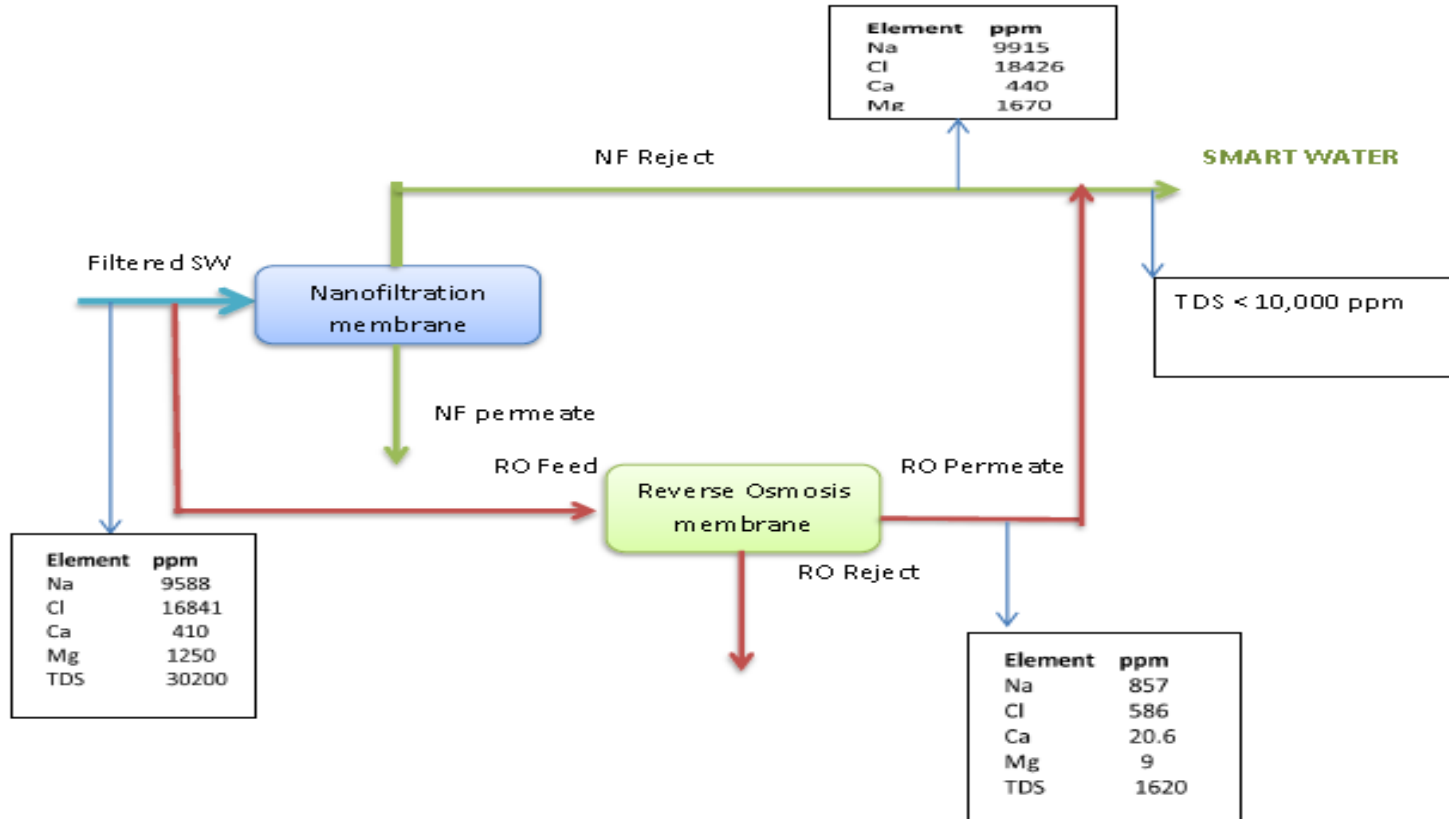 Element ppm
Na 9915
Cl 18426
Ca 440
Mg 1670
NF Reject
SMART WATER
Filtered SW
Nanofiltration
membrane
TDS < 10,000 ppm
NF permeate
RO Feed
RO Permeate
Reverse Osmosis
membrane
RO Reject
Element ppm
Na 9588
Cl 16841
Ca 410
Mg 1250
TDS 30200
Element ppm
Na 857
Cl 586
Ca 20.6
Mg 9
TDS 1620